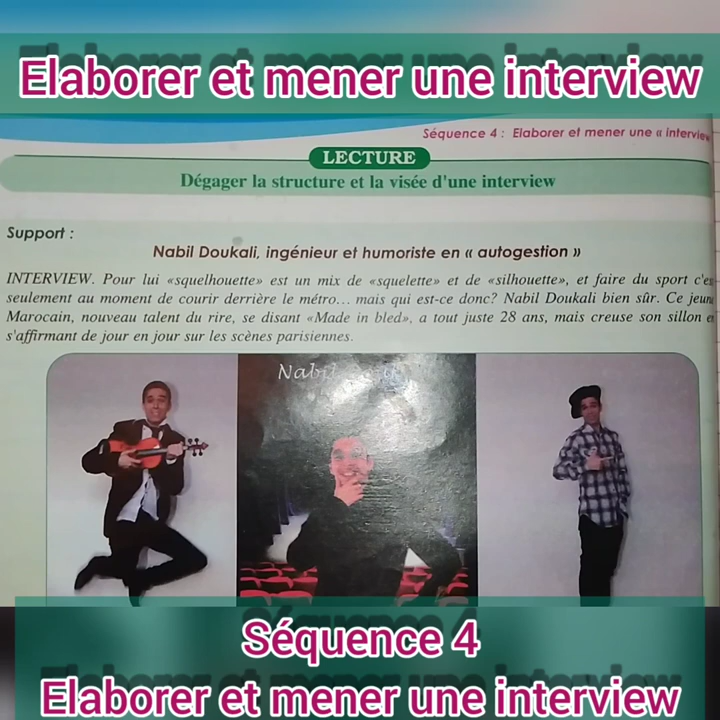 Elaborer et mener une interview
Séquence 4 : Elaborer et mener une « interview
LECTURE
Dégager la structure et la visée d'une interview
Support :
Nabil Doukali, ingénieur et humoriste en « autogestion »
INTERVIEW. Pour lui «squelhouette» est un mix de «squelette» et de «silhouette», et faire du sport c'es
seulement au moment de courir derrière le métro… mais qui est-ce donc? Nabil Doukali bien sûr. Ce jeun
Marocain, nouveau talent du rire, se disant «Made in bled», a tout juste 28 ans, mais creuse son sillon e
s'affirmant de jour en jour sur les scènes parisiennes.
Nabil
Séquence 4
Elaborer et mener une interview